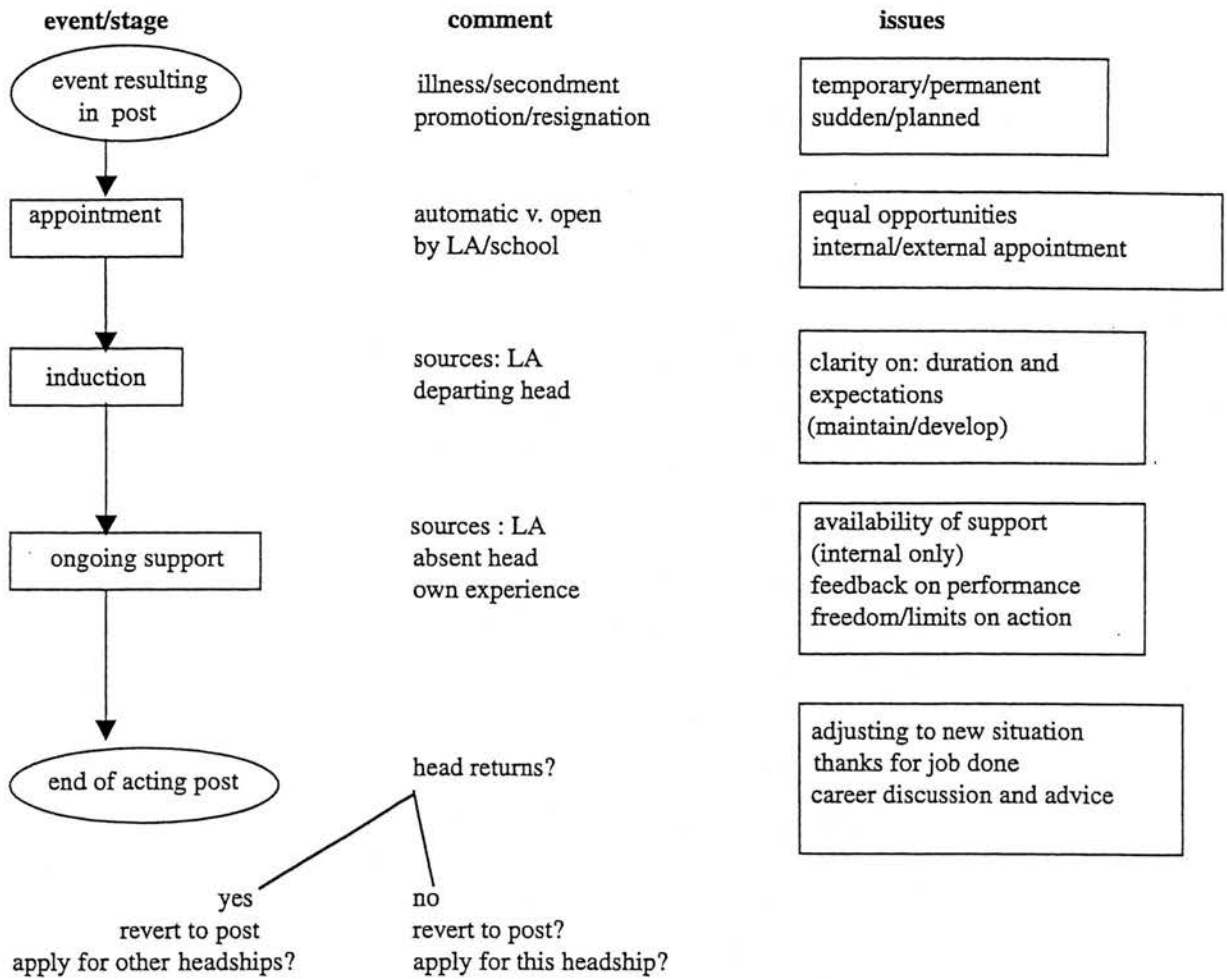 event/stage
comment
issues
event resulting
in post
illness/secondment
promotion/resignation
temporary/permanent
sudden/planned
appointment
automatic v. open
by LA/school
equal opportunities
internal/external appointment
induction
sources: LA
departing head
clarity on: duration and
expectations
(maintain/develop)
ongoing support
sources : LA
absent head
own experience
availability of support
(internal only)
feedback on performance
freedom/limits on action
end of acting post
head returns?
adjusting to new situation
thanks for job done
career discussion and advice
yes
revert to post
apply for other headships?
no
revert to post?
apply for this headship?